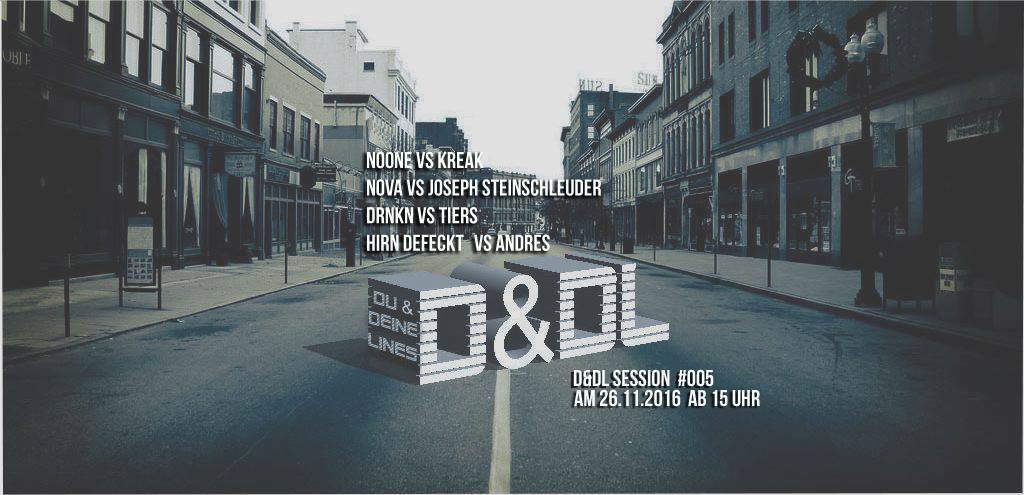 NOONE VS KREAK
NOVA VS JOSEPH STEINSCHLEUDER
DRNKN VS TIERS
HIRN DEFECKT VS ANDRES
DU &
DEINE
LINES
D&DL
D&DL SESSION #005
AM 26.11.2016 AB 15 UHR